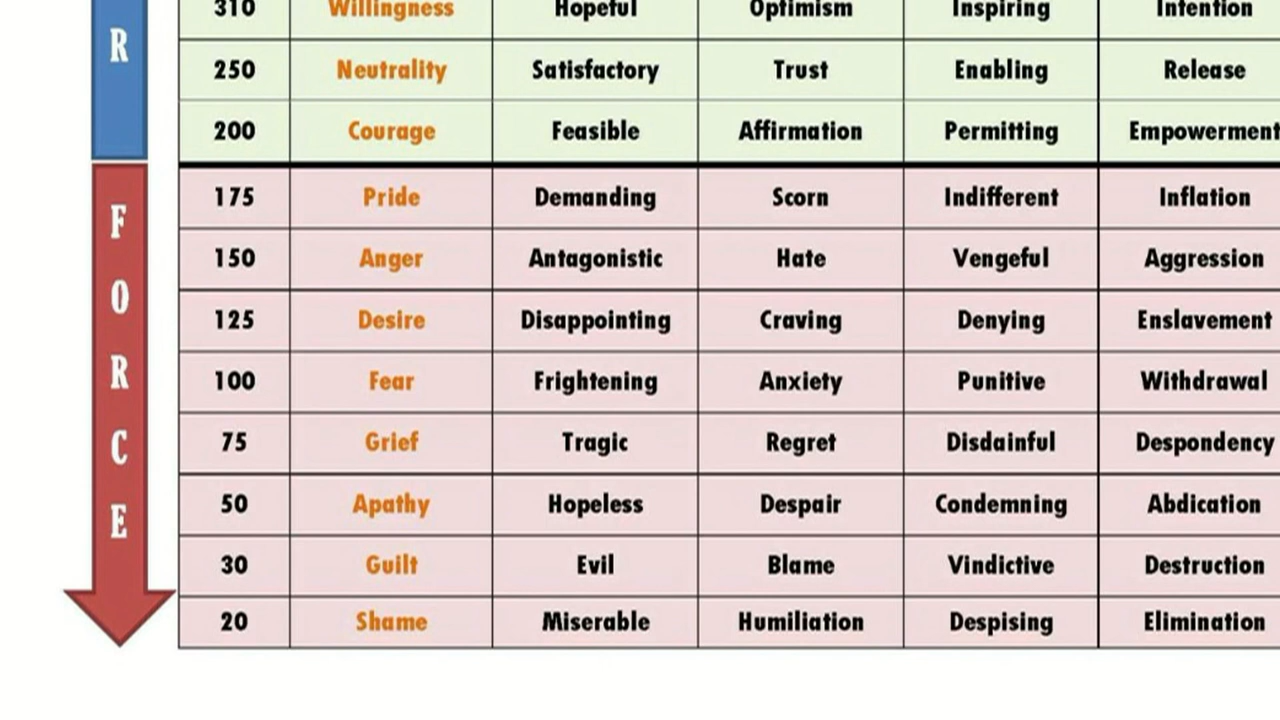 310 Willingness Hopeful Optimism Inspiring Intention
R
250 Neutrality Satisfactory Trust Enabling Release
200 Courage Feasible Affirmation Permitting Empowerment
175 Pride Demanding Scorn Indifferent Inflation
150 Anger Antagonistic Hate Vengeful Aggression
125 Desire Disappointing Craving Denying Enslavement
100 Fear Frightening Anxiety Punitive Withdrawal
75 Grief Tragic Regret Disdainful Despondency
50 Apathy Hopeless Despair Condemning Abdication
30 Guilt Evil Blame Vindictive Destruction
20 Shame Miserable Humiliation Despising Elimination
F
O
R
C
E